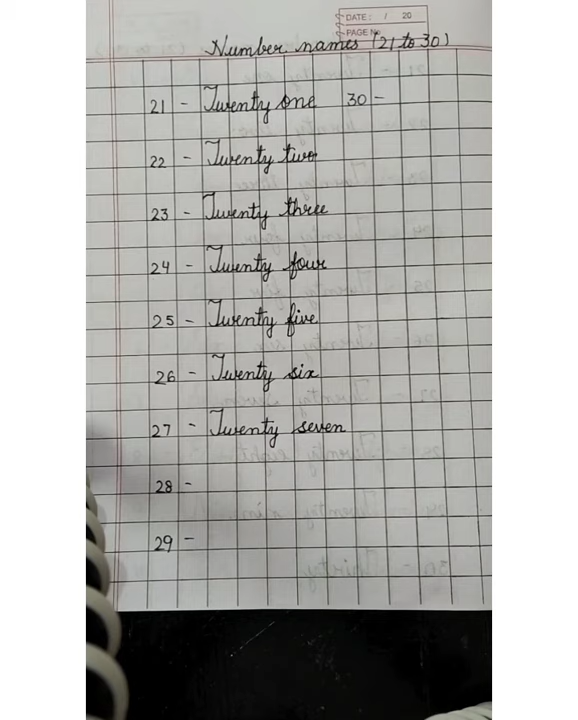 DATE: / 20
PAGE No
Number names (21 to 30)
21 - Twenty one 30 -
22 - Twenty two
23 - Twenty three
24 - Twenty four
25 - Twenty five
26 - Twenty six
27 - Twenty seven
28 -
29 -